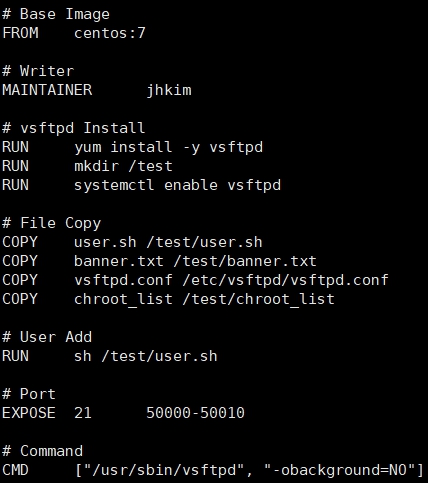 # Base Image
FROM    centos:7

# Writer
MAINTAINER      jhkim

# vsftpd Install
RUN     yum install -y vsftpd
RUN     mkdir /test
RUN     systemctl enable vsftpd

# File Copy
COPY    user.sh /test/user.sh
COPY    banner.txt /test/banner.txt
COPY    vsftpd.conf /etc/vsftpd/vsftpd.conf
COPY    chroot_list /test/chroot_list

# User Add
RUN     sh /test/user.sh

# Port
EXPOSE  21      50000-50010

# Command
CMD     ["/usr/sbin/vsftpd", "-obackground=NO"]